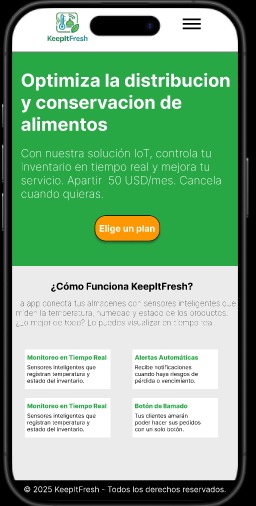 KeepItFresh
Optimiza la distribucion
y conservacion de
alimentos
Con nuestra solución IoT, controla tu
inventario en tiempo real y mejora tu
servicio. Apartir 50 USD/mes. Cancela
cuando quieras.
Elige un plan
¿Cómo Funciona KeepItFresh?
La app conecta tus almacenes con sensores inteligentes que
miden la temperatura, humedad y estado de los productos.
¿Lo mejor de todo? Lo puedes visualizar en tiempo real.
Monitoreo en Tiempo Real
Sensores inteligentes que
registran temperatura y
estado del inventario.
Alertas Automáticas
Recibe notificaciones
cuando haya riesgos de
pérdida o vencimiento.
Monitoreo en Tiempo Real
Sensores inteligentes que
registran temperatura y
estado del inventario.
Botón de llamado
Tus clientes amarán
poder hacer sus pedidos
con un solo botón.
© 2025 KeepItFresh - Todos los derechos reservados.